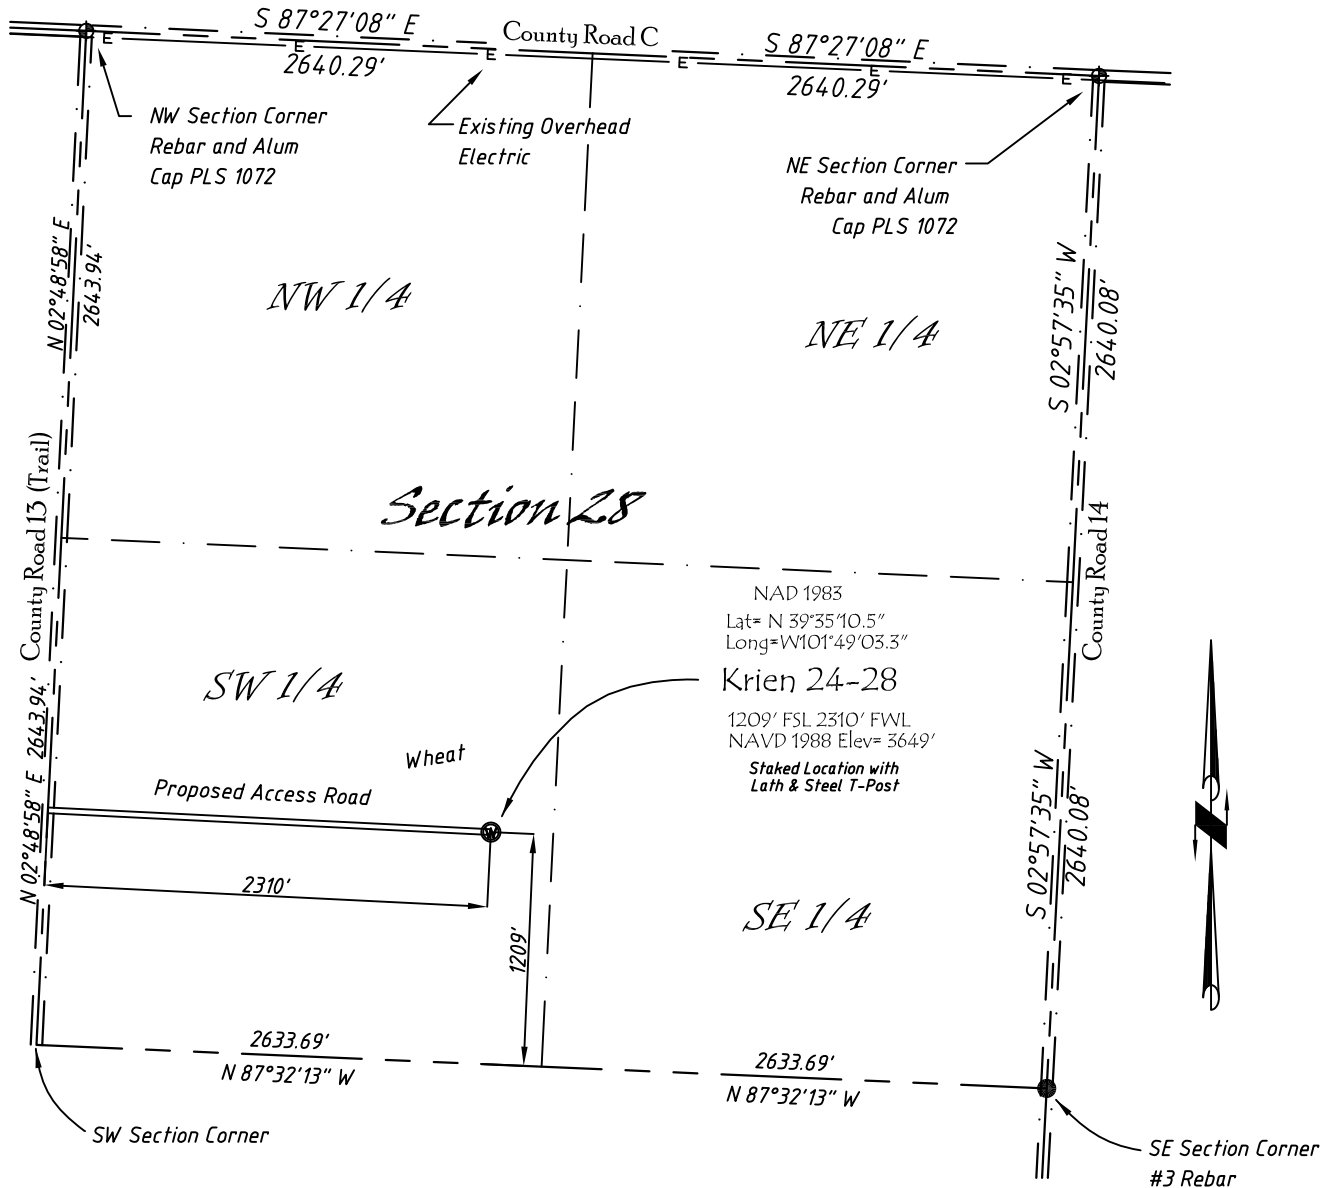 S 87°27'08" E
County Road C
S 87°27'08" E
2640.29'
2640.29'
E
E
E
E
E
E
NW Section Corner
Rebar and Alum
Cap PLS 1072
Existing Overhead
Electric
NE Section Corner
Rebar and Alum
Cap PLS 1072
N 02°48'58" E
2643.94'
S 02°57'35" W
2640.08'
NW 1/4
NE 1/4
County Road 13 (Trail)
Section 28
County Road 14
NAD 1983
Lat= N 39°35'10.5"
Long=W101°49'03.3"
Krien 24-28
1209' FSL 2310' FWL
NAVD 1988 Elev= 3649'
Staked Location with
Lath & Steel T-Post
SW 1/4
Wheat
Proposed Access Road
W
N 02°48'58" E 2643.94'
2310'
1209'
SE 1/4
S 02°57'35" W
2640.08'
2633.69'
N 87°32'13" W
2633.69'
N 87°32'13" W
SW Section Corner
SE Section Corner
#3 Rebar